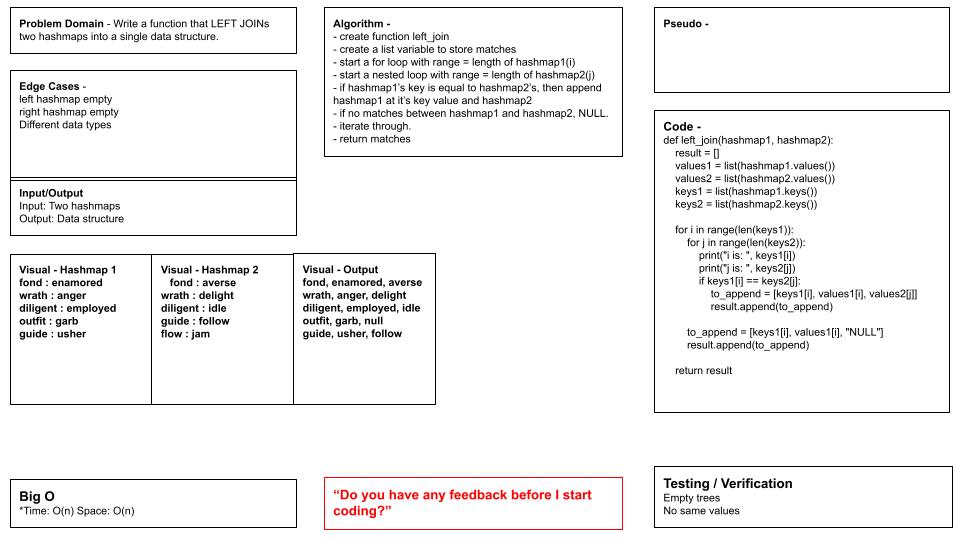 Problem Domain - Write a function that LEFT JOINs
two hashmaps into a single data structure.
Edge Cases -
left hashmap empty
right hashmap empty
Different data types
Input/Output
Input: Two hashmaps
Output: Data structure
Algorithm -
- create function left_join
- create a list variable to store matches
- start a for loop with range = length of hashmap1(i)
- start a nested loop with range = length of hashmap2(j)
- if hashmap1's key is equal to hashmap2's, then append
hashmap1 at it's key value and hashmap2
- if no matches between hashmap1 and hashmap2, NULL.
- iterate through.
- return matches
Pseudo -
Code -
def left_join(hashmap1, hashmap2):
result = []
values1 = list(hashmap1.values())
values2 = list(hashmap2.values())
keys1 = list(hashmap1.keys())
keys2 = list(hashmap2.keys())
for i in range(len(keys1)):
for j in range(len(keys2)):
print("i is: ", keys1[i])
print("j is: ", keys2[j])
if keys1[i] == keys2[j]:
to_append = [keys1[i], values1[i], values2[j]]
result.append(to_append)
to_append = [keys1[i], values1[i], "NULL"]
result.append(to_append)
return result
Visual - Hashmap 1
fond : enamored
wrath : anger
diligent : employed
outfit : garb
guide : usher
Visual - Hashmap 2
fond : averse
wrath : delight
diligent : idle
guide : follow
flow : jam
Visual - Output
fond, enamored, averse
wrath, anger, delight
diligent, employed, idle
outfit, garb, null
guide, usher, follow
Big O
*Time: O(n) Space: O(n)
“Do you have any feedback before I start
coding?”
Testing / Verification
Empty trees
No same values